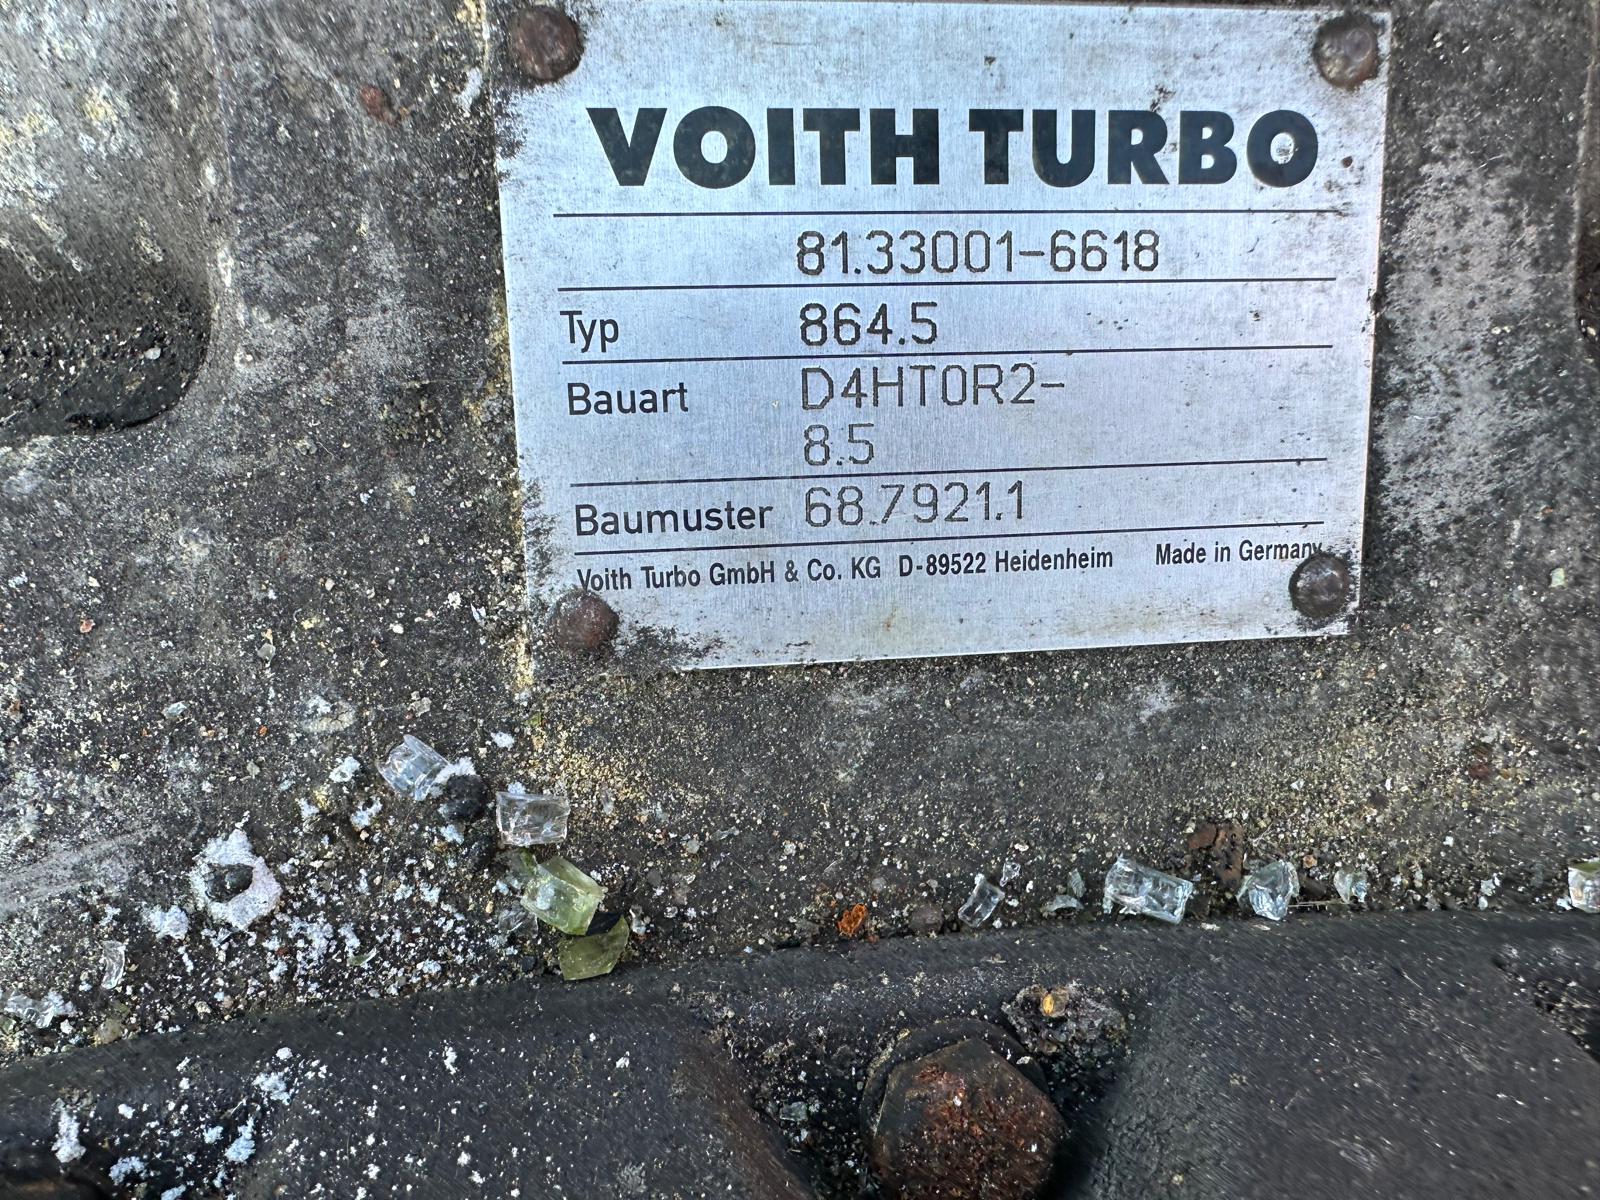 VOITH TURBO
81.33001-6618
Typ 864.5
Bauart D4HT0R2-
8.5
Baumuster 68.7921.1
Voith Turbo GmbH & Co. KG D-89522 Heidenheim Made in Germany